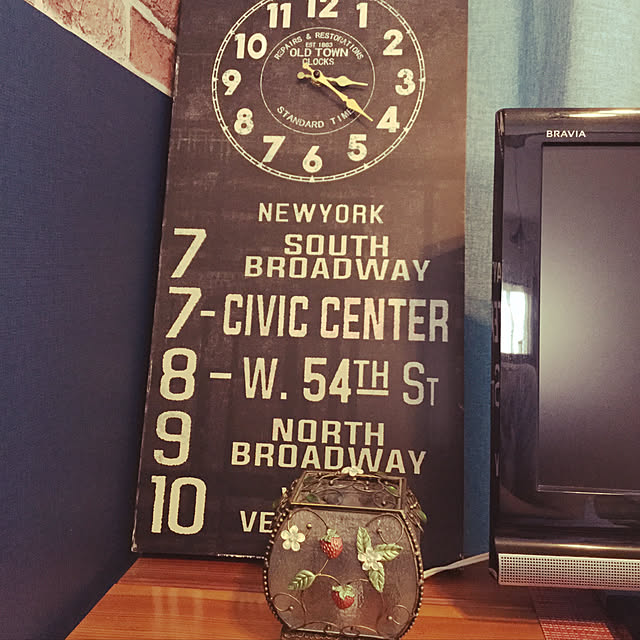 12
11 1
10 2
9 3
8 4
7 5
6
REPAIRS & RESTORATIONS
EST 1863
OLD TOWN
CLOCKS
STANDARD TIME
NEWYORK
7 SOUTH
BROADWAY
7- CIVIC CENTER
8 - W. 54TH ST
9 NORTH
BROADWAY
10
VE
BRAVIA